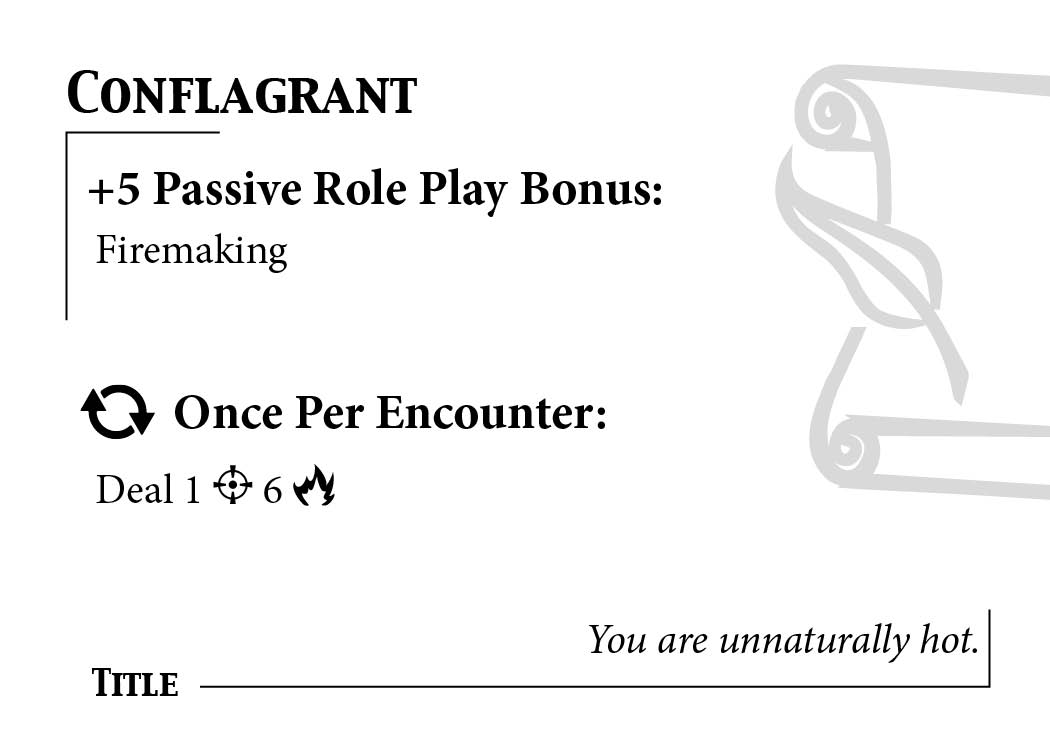 Conflagrant
+5 Passive Role Play Bonus:
Firemaking
Once Per Encounter:
Deal 1 6
You are unnaturally hot.
Title